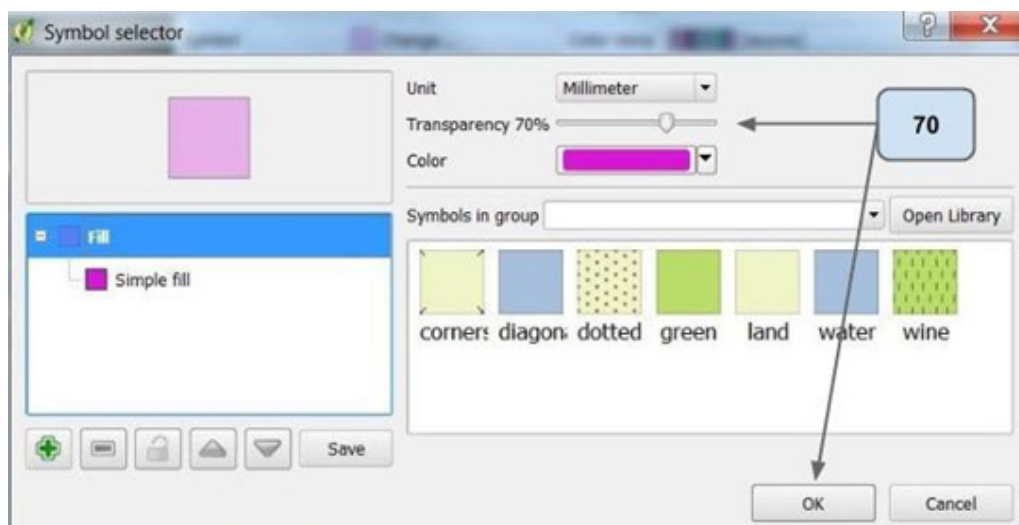 Symbol selector
Unit Millimeter
Transparency 70%
70
Color
Symbols in group Open Library
Fill
Simple fill
corners diagon dotted green land water wine
Save
OK Cancel